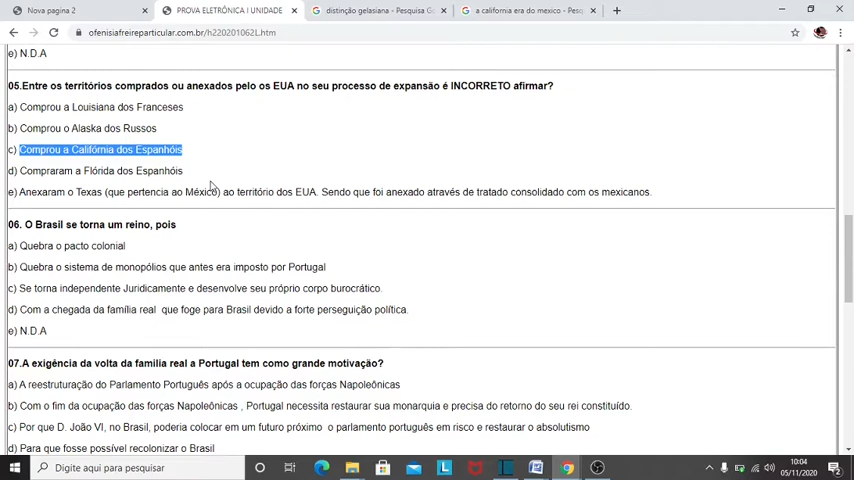 Nova pagina 2
PROVA ELETRÔNICA I UNIDADE
distinção gelasiana - Pesquisa G
a california era do mexico - Pesq
ofenisiafreireparticular.com.br/h220201062L.htm
e) N.D.A
05.Entre os territórios comprados ou anexados pelo os EUA no seu processo de expansão é INCORRETO afirmar?
a) Comprou a Louisiana dos Franceses
b) Comprou o Alaska dos Russos
c) Comprou a Califórnia dos Espanhóis
d) Compraram a Flórida dos Espanhóis
e) Anexaram o Texas (que pertencia ao México) ao território dos EUA. Sendo que foi anexado através de tratado consolidado com os mexicanos.
06. O Brasil se torna um reino, pois
a) Quebra o pacto colonial
b) Quebra o sistema de monopólios que antes era imposto por Portugal
c) Se torna independente Juridicamente e desenvolve seu próprio corpo burocrático.
d) Com a chegada da família real que foge para Brasil devido a forte perseguição política.
e) N.D.A
07.A exigência da volta da familia real a Portugal tem como grande motivação?
a) A reestruturação do Parlamento Português após a ocupação das forças Napoleônicas
b) Com o fim da ocupação das forças Napoleônicas , Portugal necessita restaurar sua monarquia e precisa do retorno do seu rei constituído.
c) Por que D. João VI, no Brasil, poderia colocar em um futuro próximo o parlamento português em risco e restaurar o absolutismo
d) Para que fosse possível recolonizar o Brasil
Digite aqui para pesquisar
10:04
05/11/2020
2